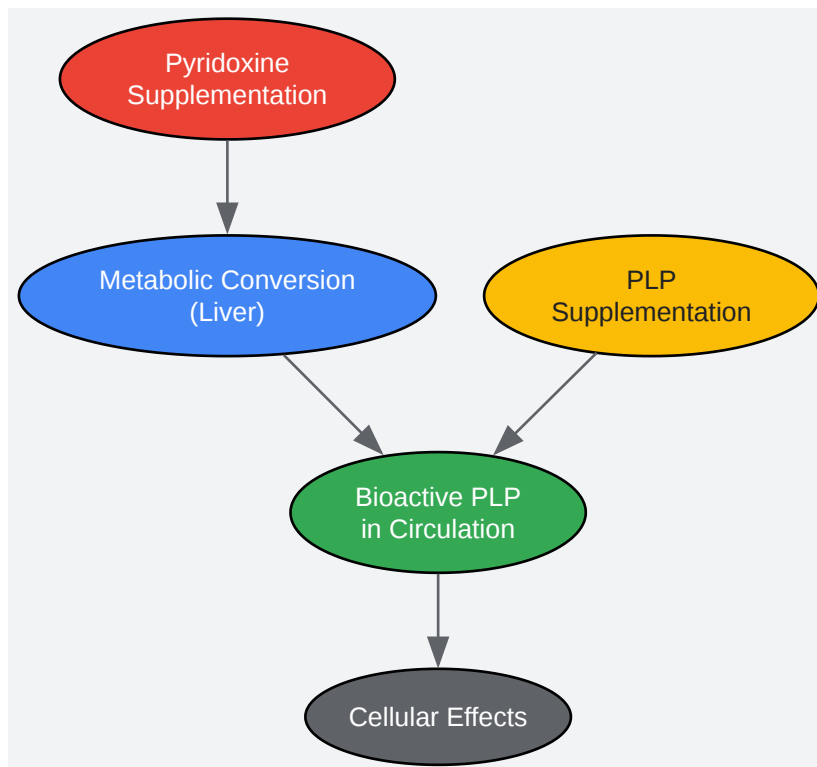 Pyridoxine
Supplementation
Metabolic Conversion
(Liver)
PLP
Supplementation
Bioactive PLP
in Circulation
Cellular Effects